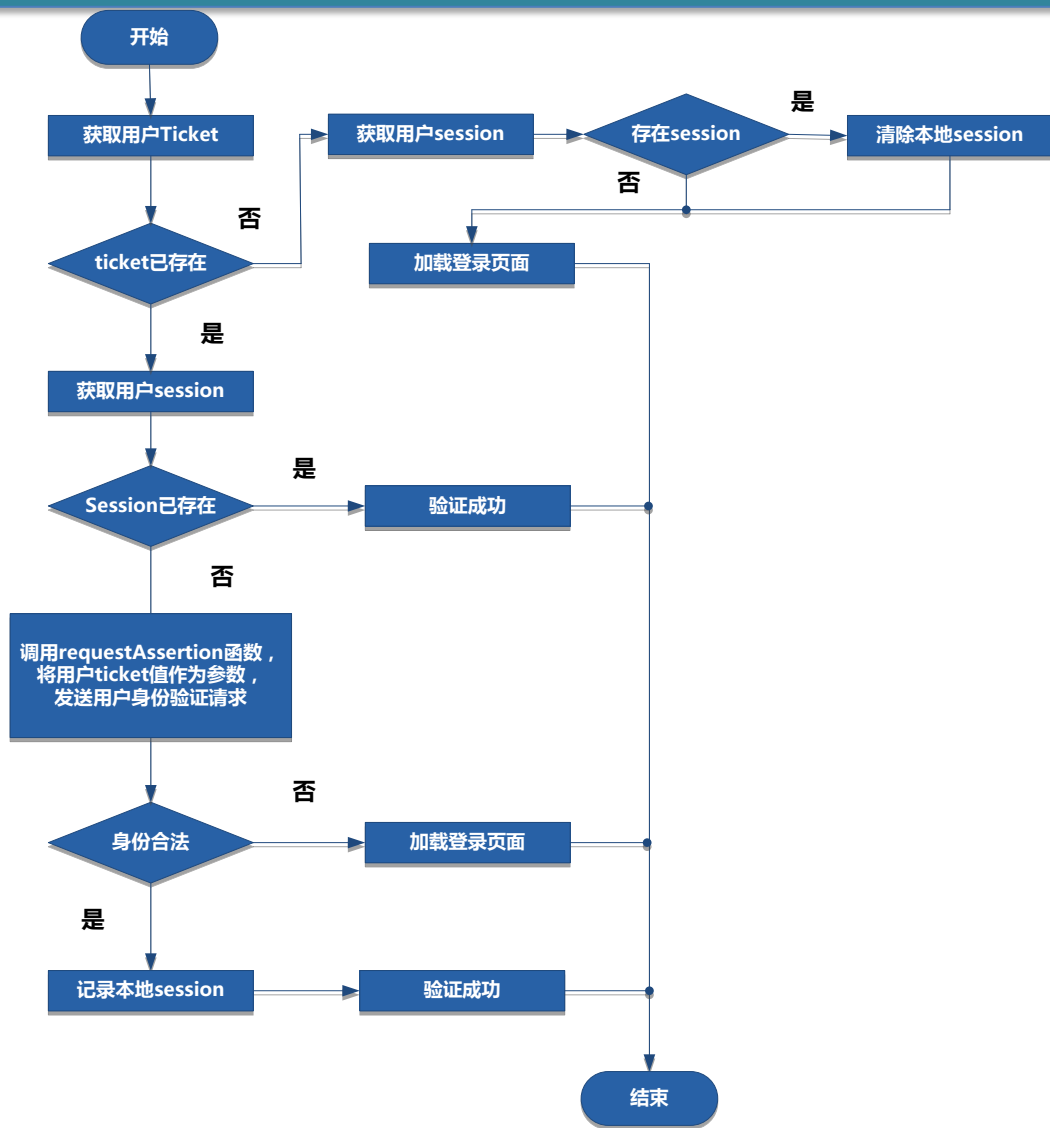 开始
获取用户Ticket
获取用户session
存在session
是
清除本地session
否
否
ticket已存在
加载登录页面
是
获取用户session
Session已存在
是
验证成功
否
调用requestAssertion函数，
将用户ticket值作为参数，
发送用户身份验证请求
否
身份合法
加载登录页面
是
记录本地session
验证成功
结束